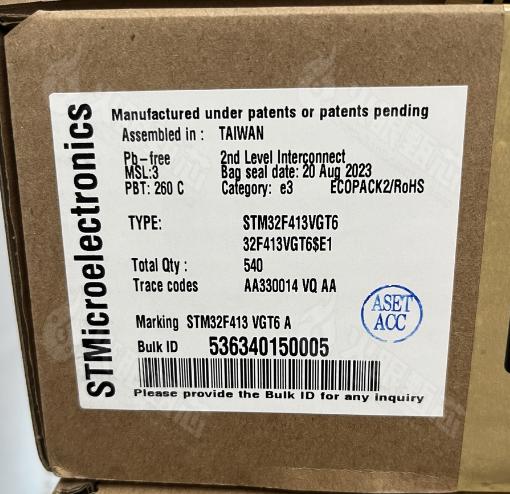 STMicroelectronics
Manufactured under patents or patents pending
Assembled in : TAIWAN
Pb-free 2nd Level Interconnect
MSL:3 Bag seal date: 20 Aug 2023
PBT: 260 C Category: e3 ECOPACK2/RoHS
TYPE: STM32F413VGT6
32F413VGT6$E1
Total Qty : 540
Trace codes AA330014 VQ AA
Marking STM32F413 VGT6 A
ASET
ACC
Bulk ID 536340150005
Please provide the Bulk ID for any inquiry